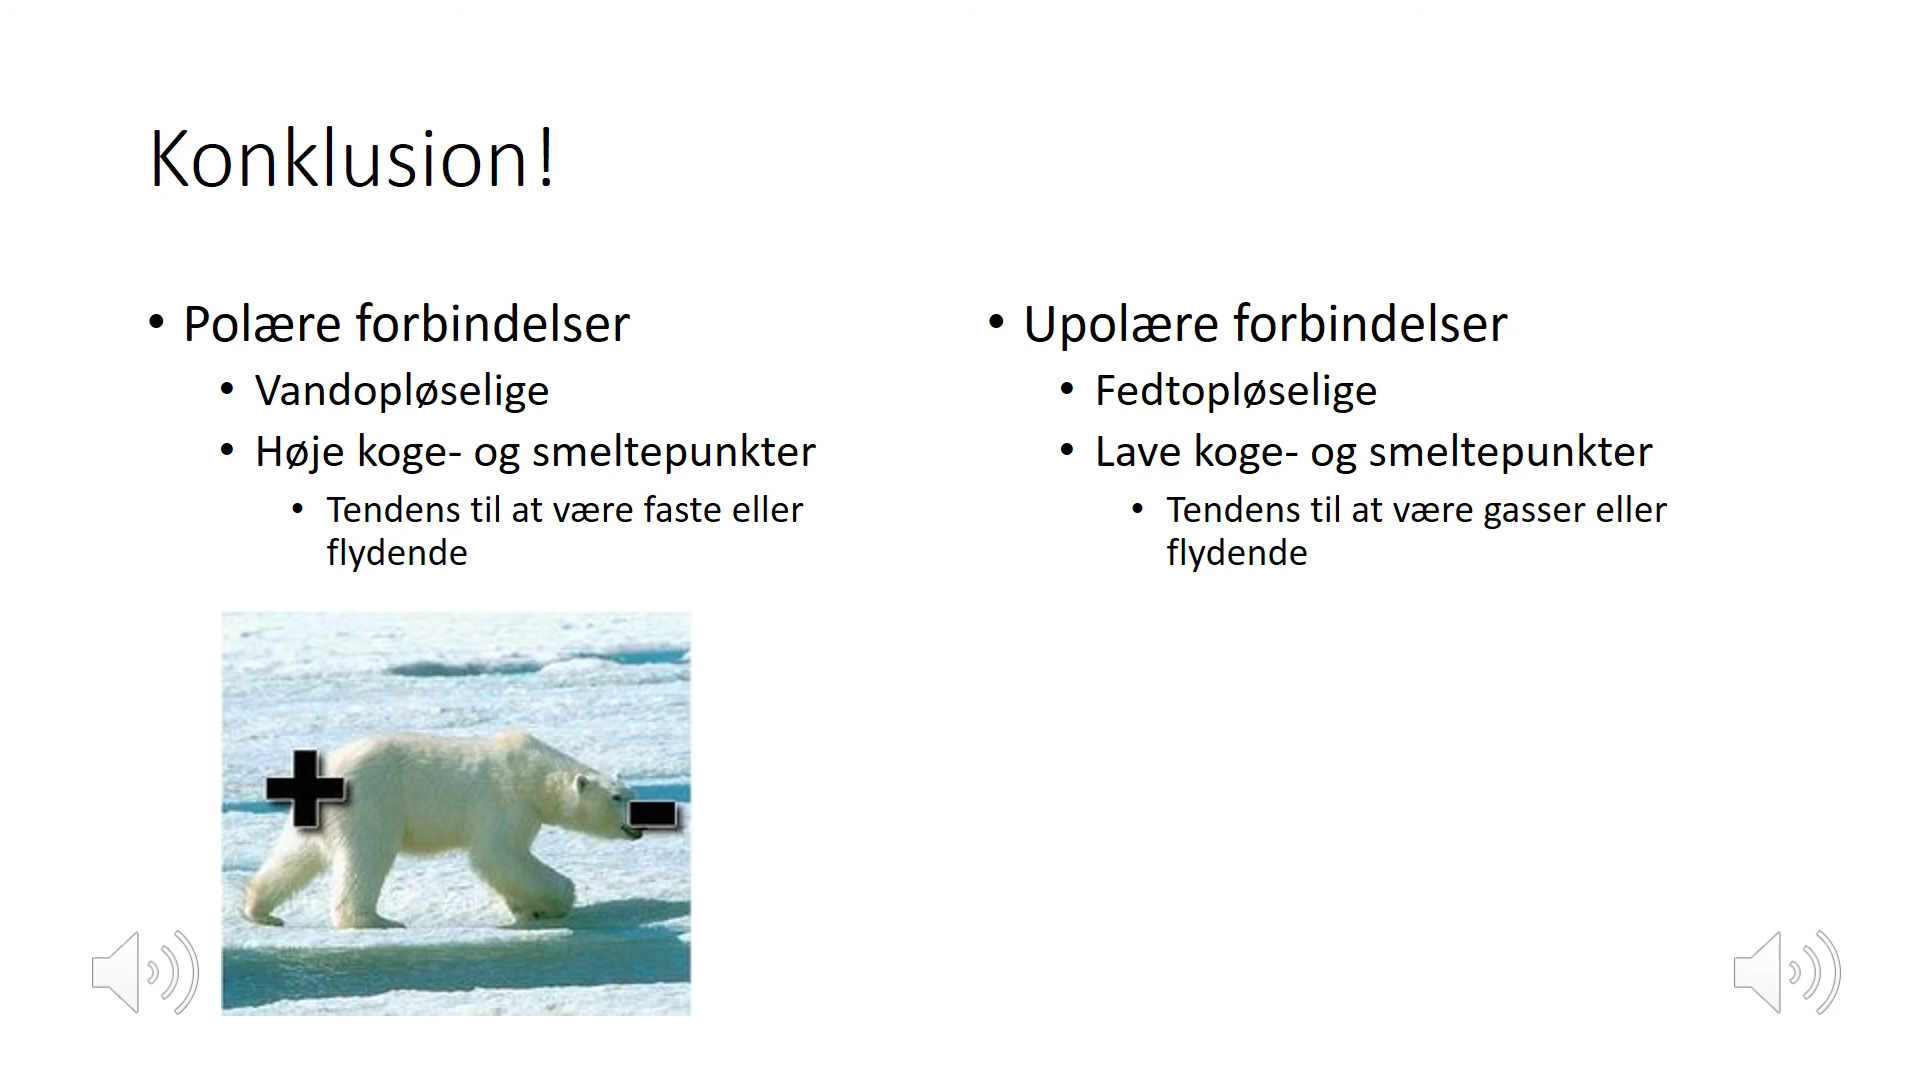 Konklusion!
• Polære forbindelser
• Vandopløselige
• Høje koge- og smeltepunkter
• Tendens til at være faste eller
flydende
• Upolære forbindelser
• Fedtopløselige
• Lave koge- og smeltepunkter
• Tendens til at være gasser eller
flydende
+
-